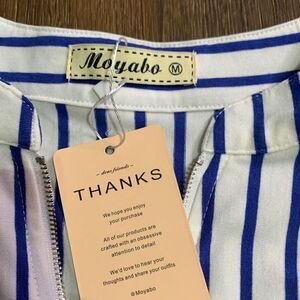 Moyabo M
— dear friends —
THANKS
We hope you enjoy
your purchase
All of our products are
crafted with an obsessive
attention to detail
We'd love to hear your
thoughts and share your outfits
@Moyabo